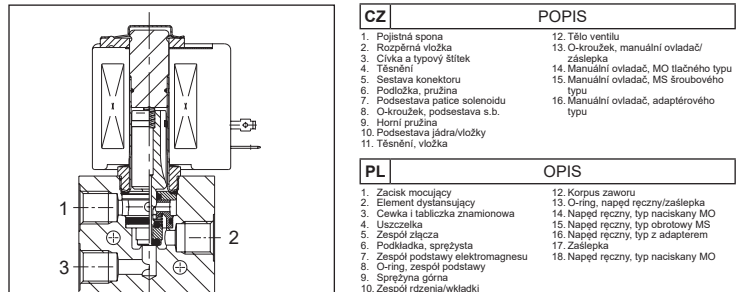 1
2
3
CZ POPIS
1. Pojistná spona
2. Rozpěrná vložka
3. Cívka a typový štítek
4. Těsnění
5. Sestava konektoru
6. Podložka, pružina
7. Podsestava patice solenoidu
8. O-kroužek, podsestava s.b.
9. Horní pružina
10. Podsestava jádra/vložky
11. Těsnění, vložka
12. Tělo ventilu
13. O-kroužek, manuální ovladač/
záslepka
14. Manuální ovladač, MO tlačného typu
15. Manuální ovladač, MS šroubového
typu
16. Manuální ovladač, adaptérového
typu
PL OPIS
1. Zacisk mocujący
2. Element dystansujący
3. Cewka i tabliczka znamionowa
4. Uszczelka
5. Zespół złącza
6. Podkładka, sprężysta
7. Zespół podstawy elektromagnesu
8. O-ring, zespół podstawy
9. Sprężyna górna
10. Zespół rdzenia/wkładki
12. Korpus zaworu
13. O-ring, napęd ręczny/zaślepka
14. Napęd ręczny, typ naciskany MO
15. Napęd ręczny, typ obrotowy MS
16. Napęd ręczny, typ z adapterem
17. Zaślepka
18. Napęd ręczny, typ naciskany MO